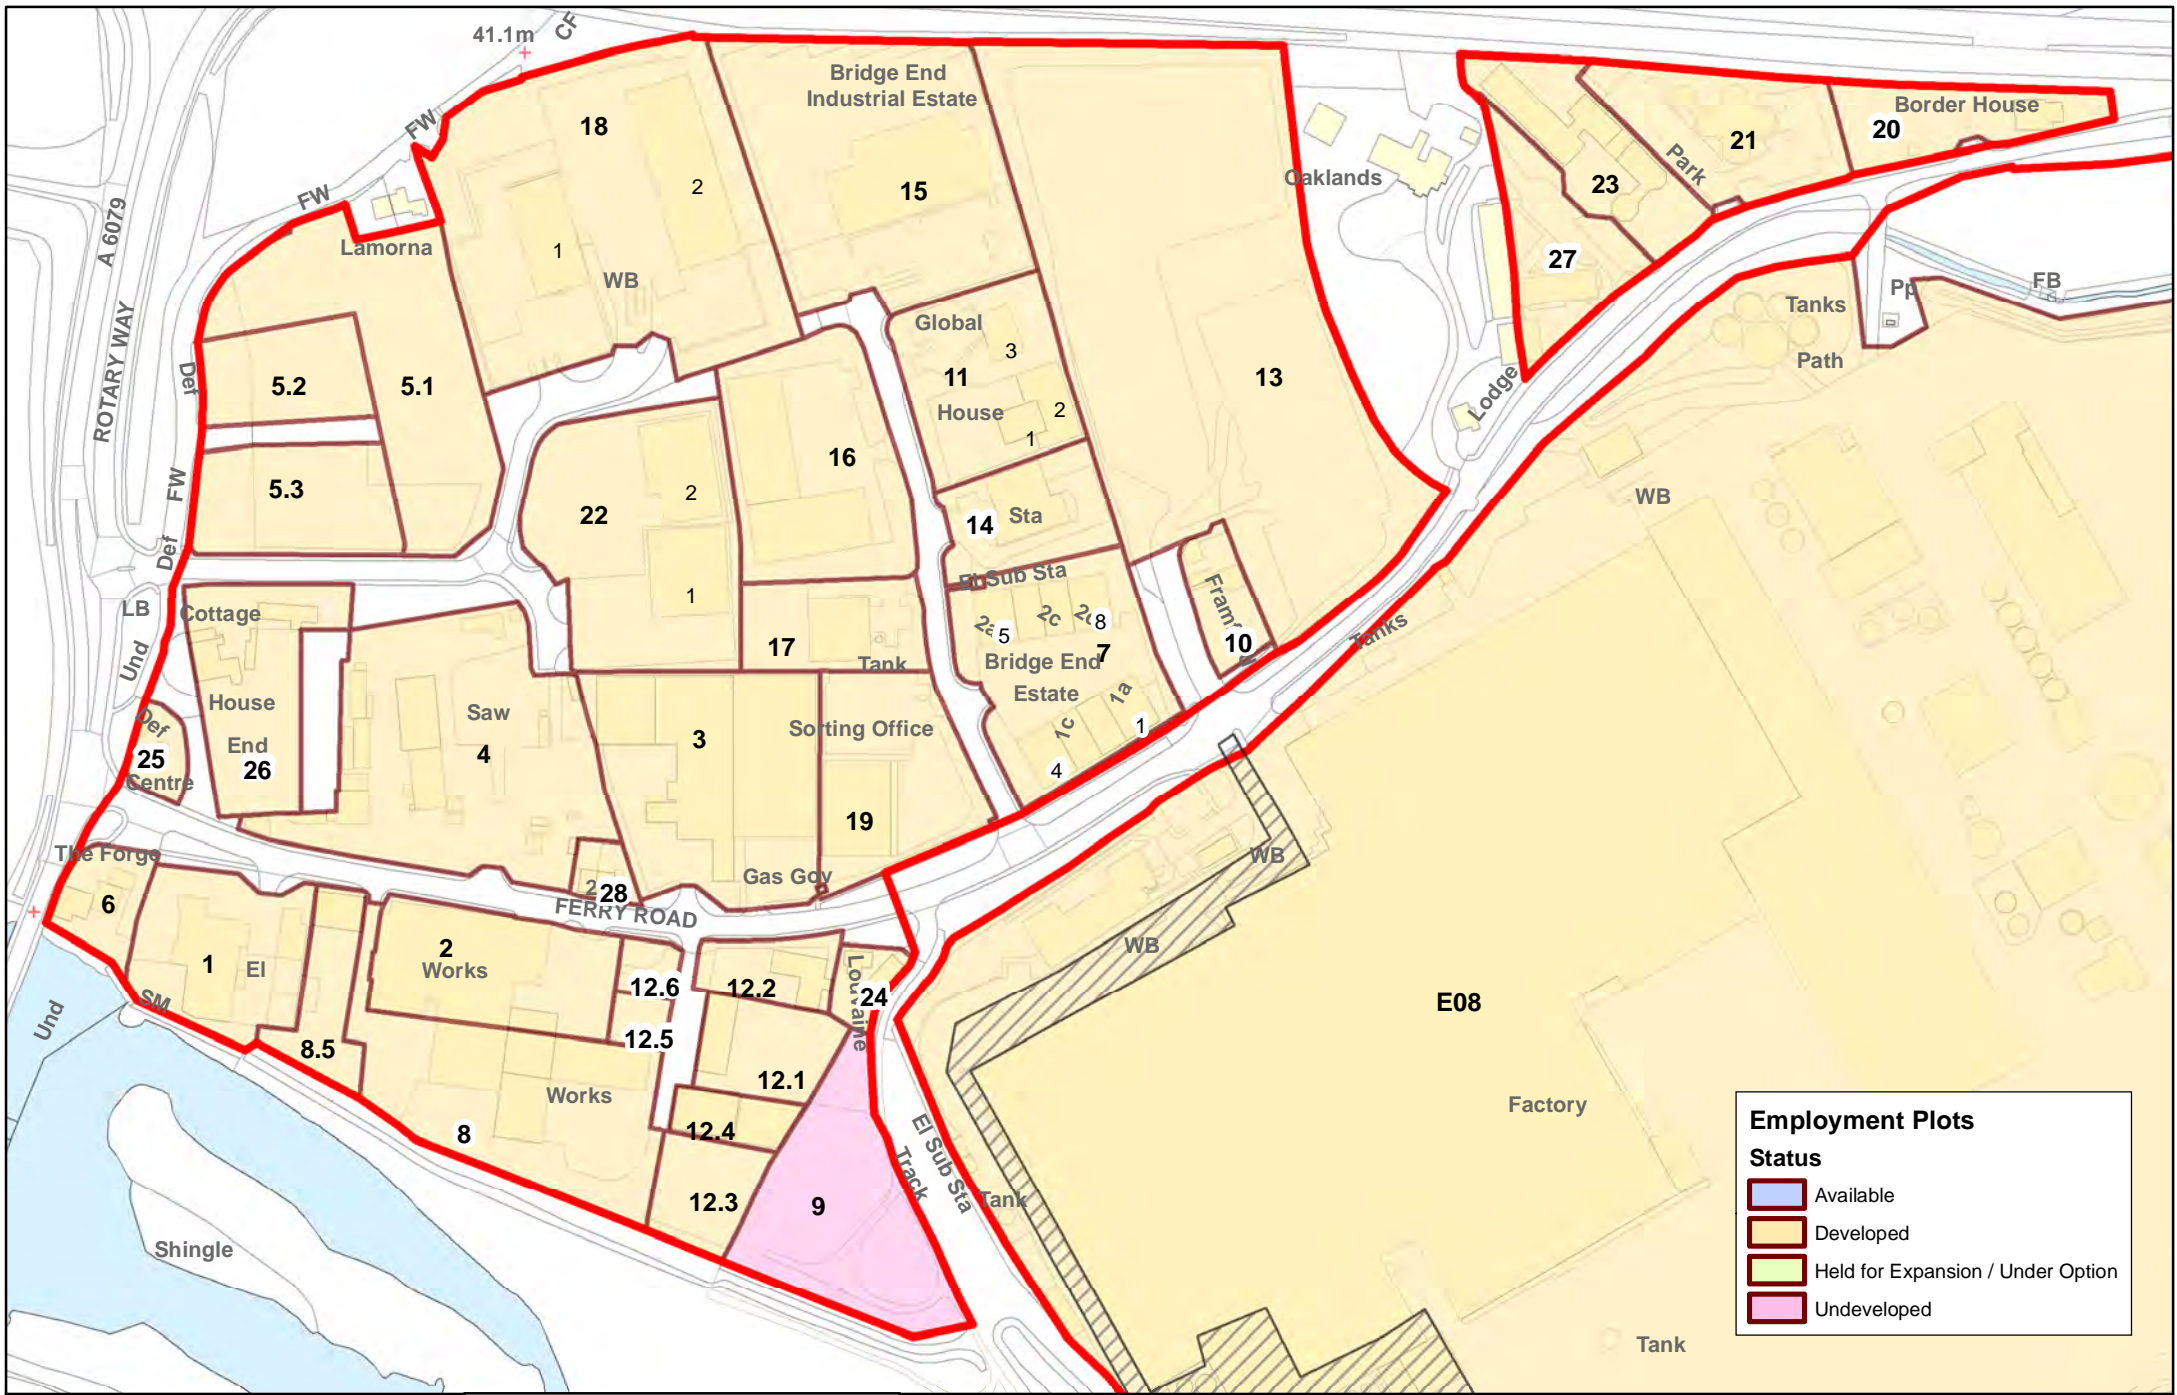 41.1m
CF
FW
FW
A 6079
ROTARY WAY
Def
FW
Def
LB
Und
Def
Lamorna
18
2
1
WB
Bridge End
Industrial Estate
15
Global
3
11
House
2
1
13
Oaklands
Lodge
27
23
Park
21
Border House
20
Tanks
Path
Pp
FB
WB
5.2
5.1
5.3
22
2
1
16
17
Tank
14
Sta
El Sub Sta
2a
5
2c
8
7
Bridge End
Estate
1a
1c
1
4
10
Tanks
Cottage
House
End
26
25
Centre
Saw
4
3
Sorting Office
19
Gas Gov
28
FERRY ROAD
The Forge
6
1
El
SM
Und
8.5
2
Works
12.6
12.5
12.2
12.1
12.4
12.3
Works
8
Louvaine
24
9
Track
El Sub Sta
Tank
WB
WB
E08
Factory
Tank
Shingle
Employment Plots
Status
Available
Developed
Held for Expansion / Under Option
Undeveloped